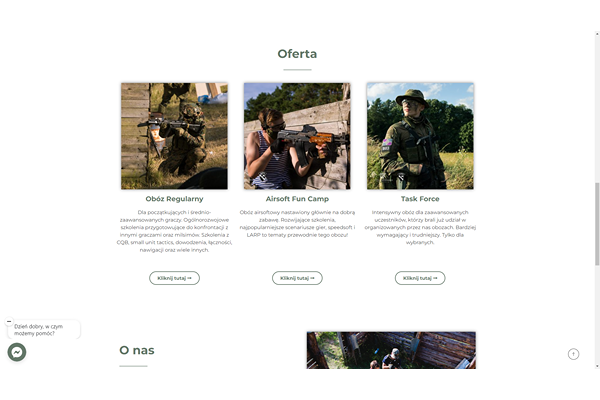 Oferta
Obóz Regularny
Dla początkujących i średnio-
zaawansowanych graczy. Ogólnorozwojowe
szkolenia przygotowujące do konfrontacji z
innymi graczami oraz milsimów. Szkolenia z
CQB, small unit tactics, dowodzenia, łączności,
nawigacji oraz wiele innych.
Kliknij tutaj ⇾
Airsoft Fun Camp
Obóz airsoftowy nastawiony głównie na dobrą
zabawę. Rozwijające szkolenia,
najpopularniejsze scenariusze gier, speedsoft i
LARP to tematy przewodnie tego obozu!
Kliknij tutaj ⇾
Task Force
Intensywny obóz dla zaawansowanych
uczestników, którzy brali już udział w
organizowanych przez nas obozach. Bardziej
wymagający i trudniejszy. Tylko dla
wybranych.
Kliknij tutaj ⇾
Dzień dobry, w czym
możemy pomóc?
O nas